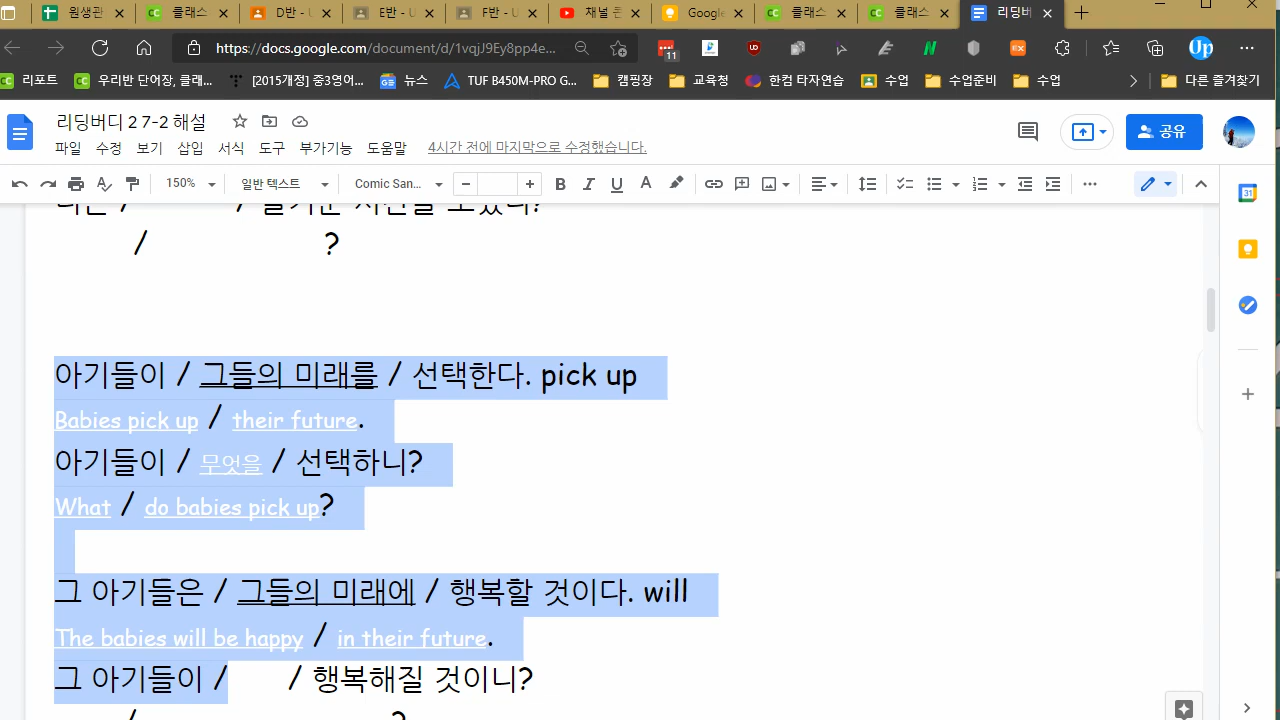 원생관 클래스 D반 - U E반 - U F반 - U 채널 콘 Google 클래스 클래스 리딩버
https://docs.google.com/document/d/1vqjJ9Ey8pp4e... 11 Up
리포트 우리반 단어장, 클래... [2015개정] 중3영어... 뉴스 TUF B450M-PRO G... 캠핑장 교육청 한컴 타자연습 수업 수업준비 수업 다른 즐겨찾기
리딩버디 2 7-2 해설
파일 수정 보기 삽입 서식 도구 부가기능 도움말 4시간 전에 마지막으로 수정했습니다. 공유
150% 일반 텍스트 Comic San... B I U A
/ ?
아기들이 / 그들의 미래를 / 선택한다. pick up
Babies pick up / their future.
아기들이 / 무엇을 / 선택하니?
What / do babies pick up?
그 아기들은 / 그들의 미래에 / 행복할 것이다. will
The babies will be happy / in their future.
그 아기들이 / / 행복해질 것이니?